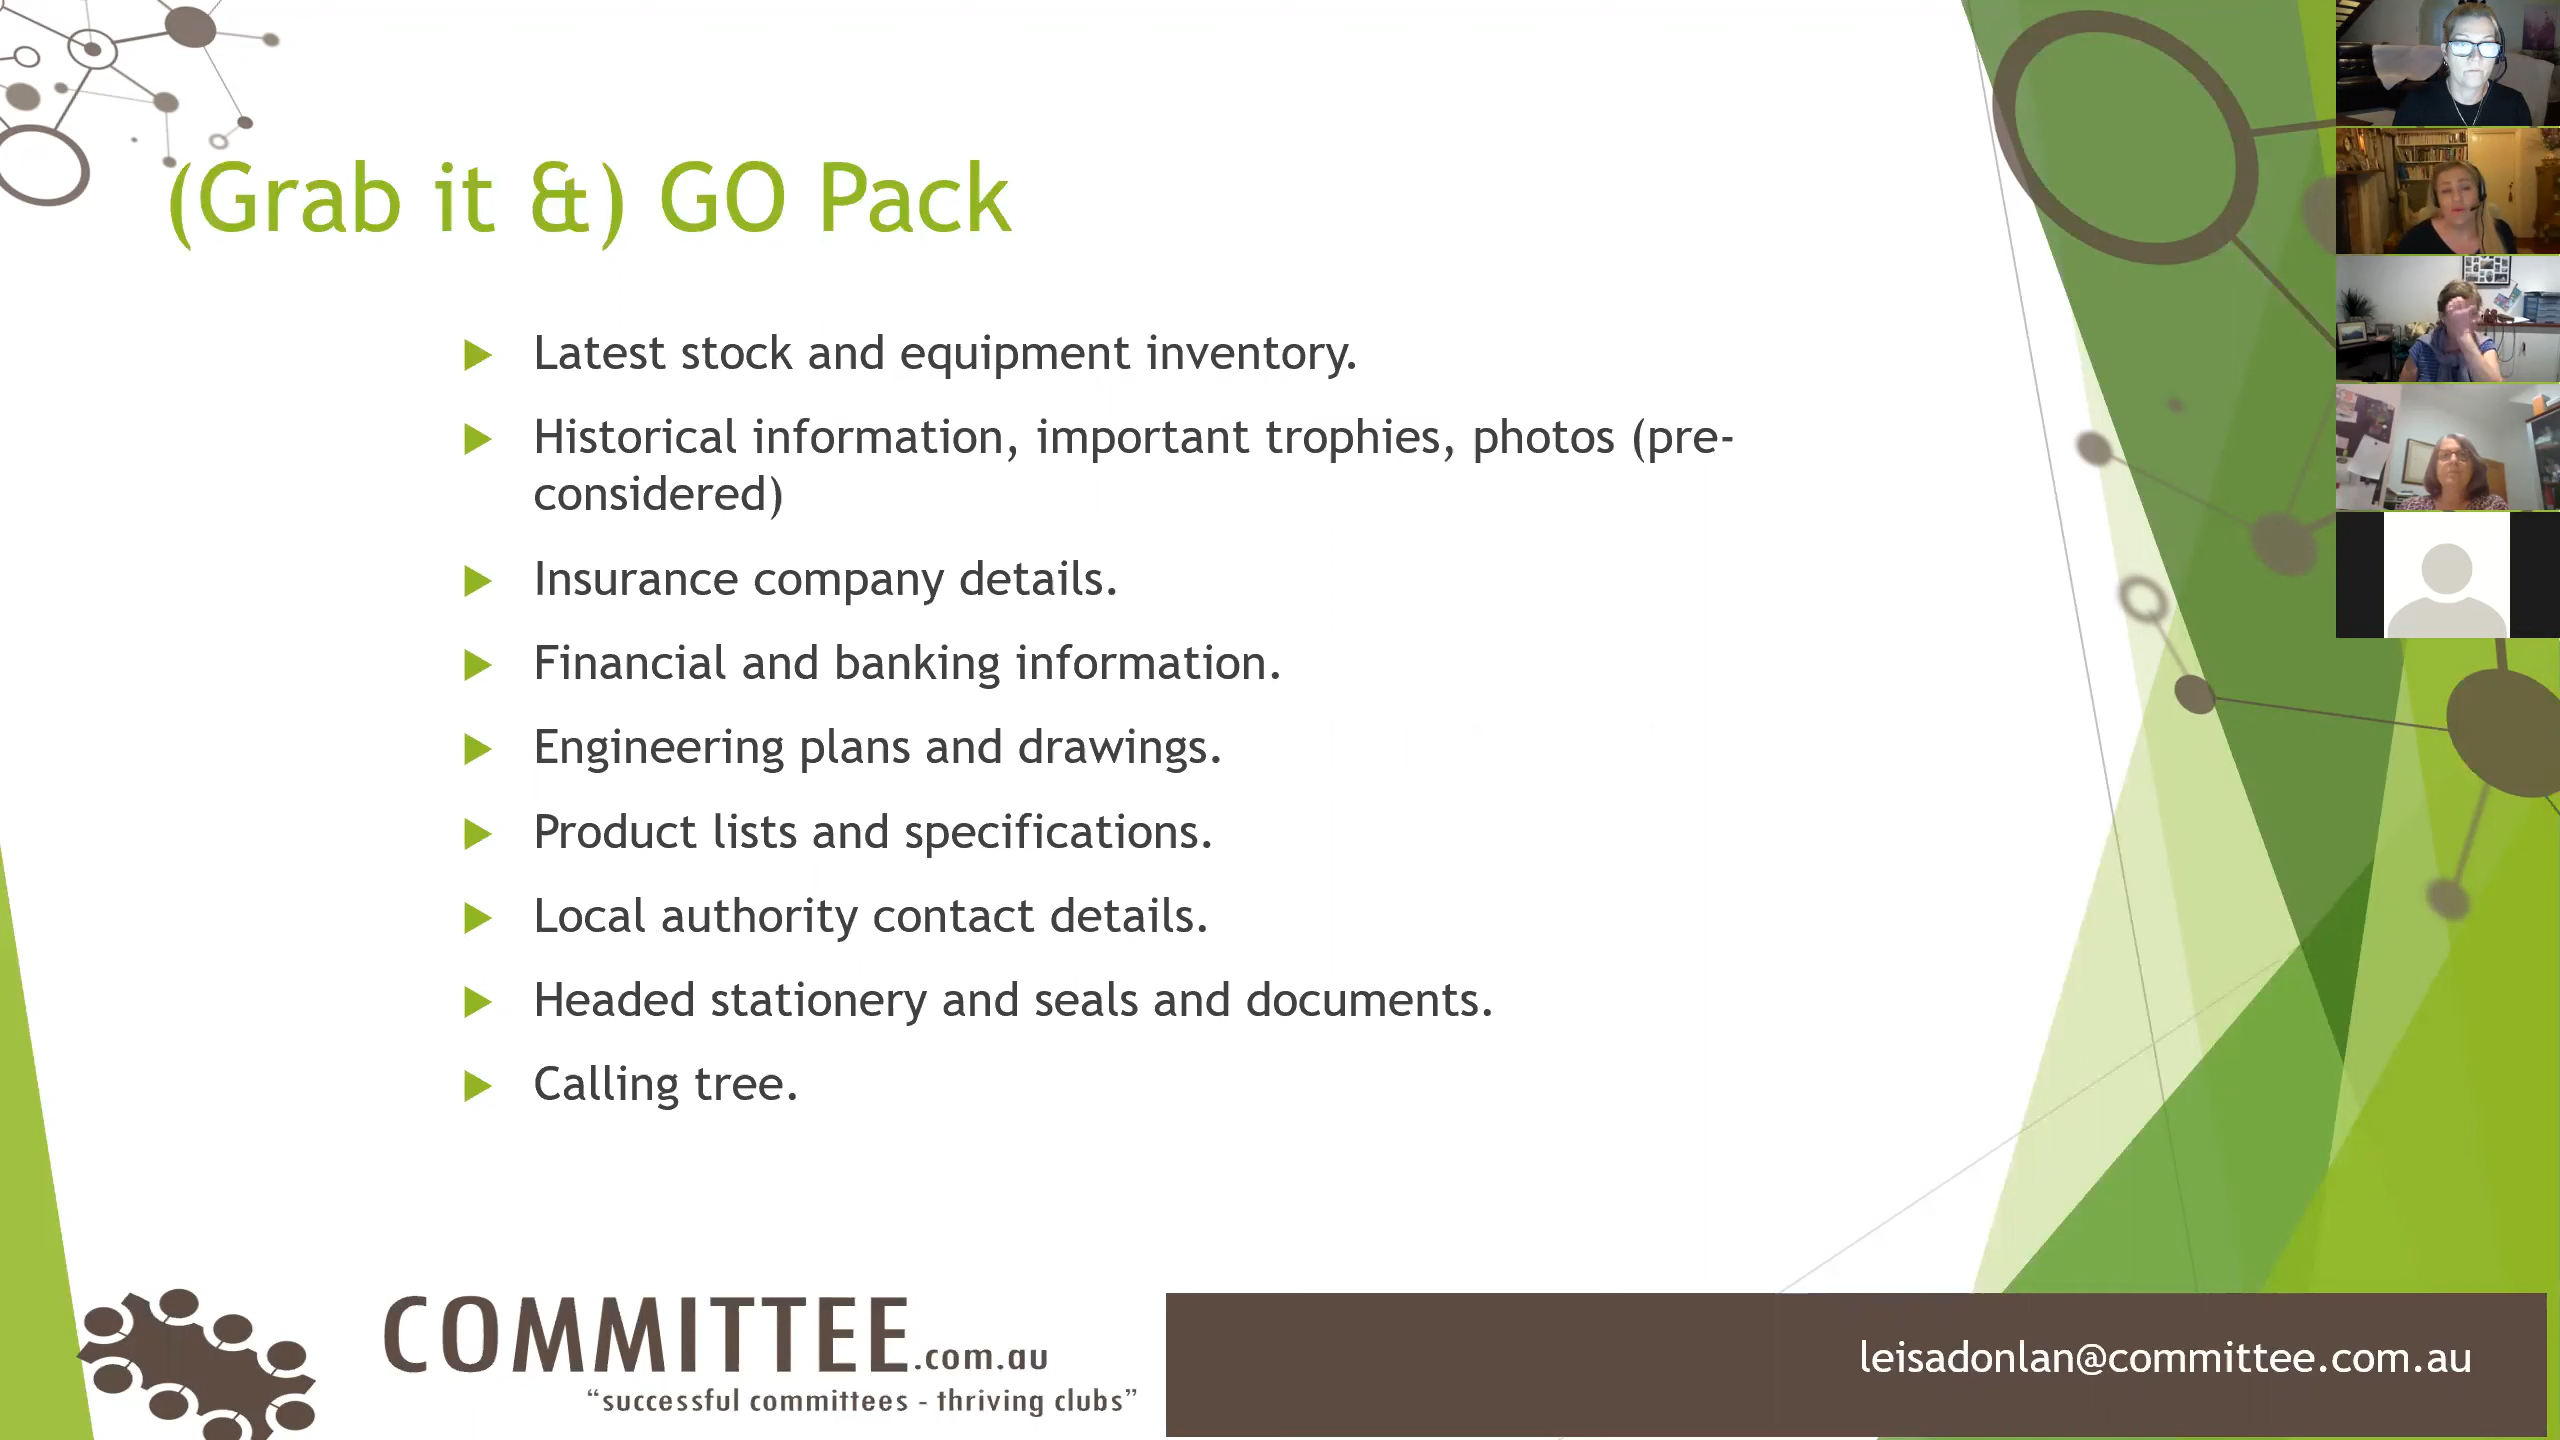 (Grab it &) GO Pack
Latest stock and equipment inventory.
Historical information, important trophies, photos (pre-
considered)
Insurance company details.
Financial and banking information.
Engineering plans and drawings.
Product lists and specifications.
Local authority contact details.
Headed stationery and seals and documents.
Calling tree.
COMMITTEE.com.au
“successful committees - thriving clubs”
leisadonlan@committee.com.au